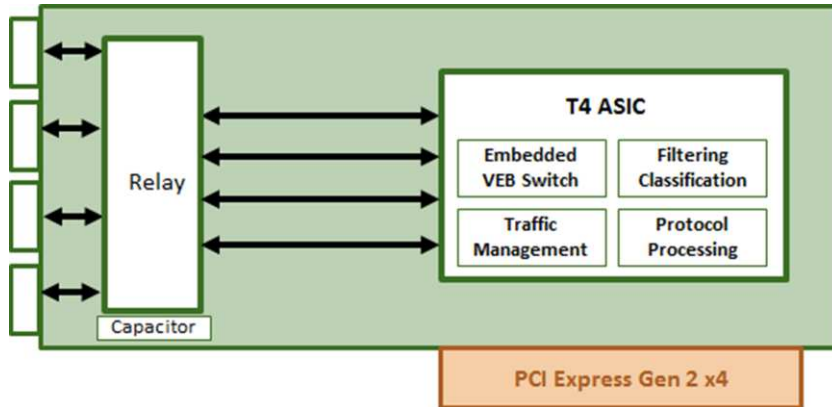 T4 ASIC
Relay
Embedded
VEB Switch
Filtering
Classification
Traffic
Management
Protocol
Processing
Capacitor
PCI Express Gen 2 x4